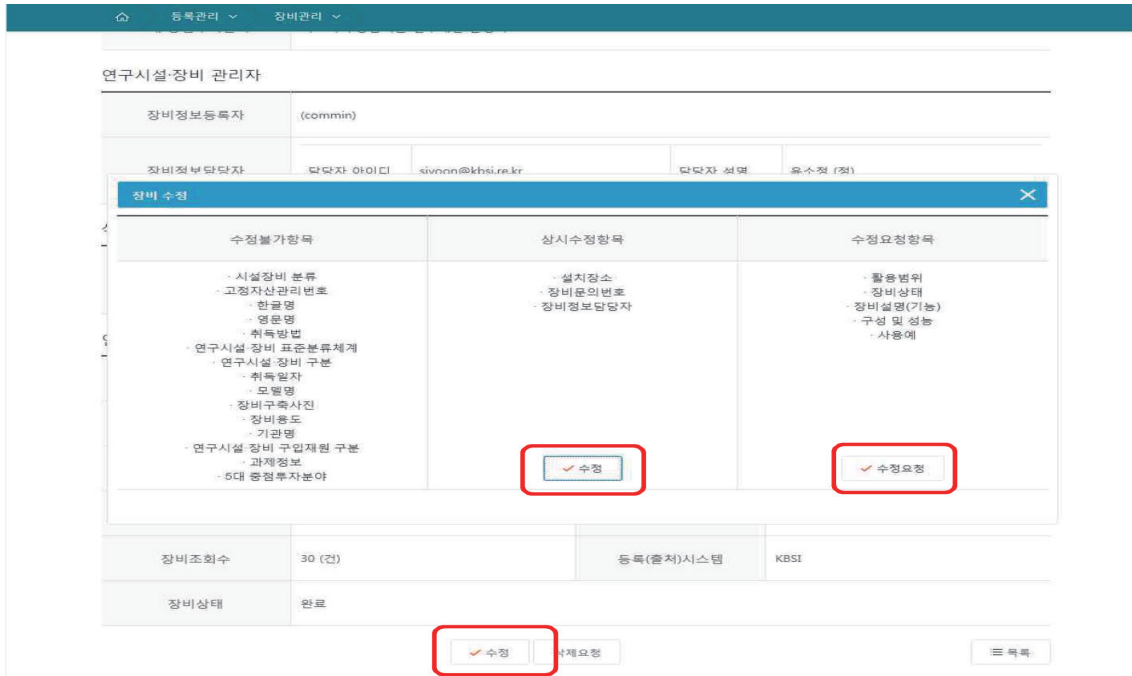 등록관리
장비관리
연구시설·장비 관리자
장비정보등록자 (commin)
장비정보담당자 담당자 아이디 siyoon@kbsi.re.kr 담당자 성명 윤소정 (정)
장비 수정
수정불가항목 상시수정항목 수정요청항목
· 시설장비 분류
· 고정자산관리번호
· 한글명
· 영문명
· 취득방법
· 연구시설·장비 표준분류체계
· 연구시설·장비 구분
· 취득일자
· 모델명
· 장비구축사진
· 장비용도
· 기관명
· 연구시설·장비 구입재원 구분
· 과제정보
· 5대 중점투자분야
· 설치장소
· 장비문의번호
· 장비정보담당자
수정
· 활용범위
· 장비상태
· 장비설명(기능)
· 구성 및 성능
· 사용예
수정요청
장비조회수 30 (건) 등록(출처)시스템 KBSI
장비상태 완료
수정 삭제요청 목록